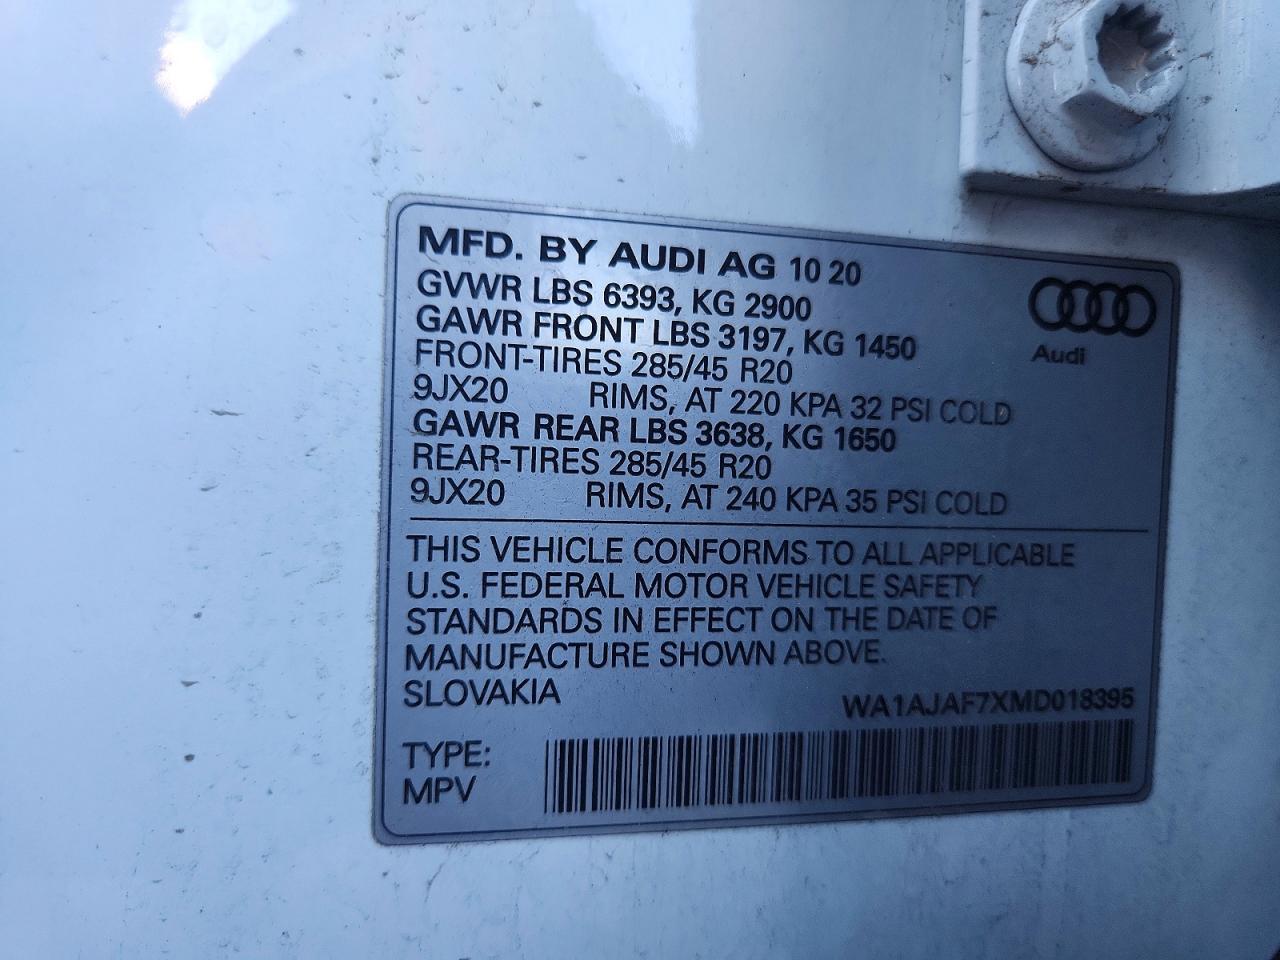 MFD. BY AUDI AG 10 20
GVWR LBS 6393, KG 2900
GAWR FRONT LBS 3197, KG 1450
FRONT-TIRES 285/45 R20
9JX20 RIMS, AT 220 KPA 32 PSI COLD
GAWR REAR LBS 3638, KG 1650
REAR-TIRES 285/45 R20
9JX20 RIMS, AT 240 KPA 35 PSI COLD
Audi
THIS VEHICLE CONFORMS TO ALL APPLICABLE
U.S. FEDERAL MOTOR VEHICLE SAFETY
STANDARDS IN EFFECT ON THE DATE OF
MANUFACTURE SHOWN ABOVE.
SLOVAKIA WA1AJAF7XMD018395
TYPE:
MPV